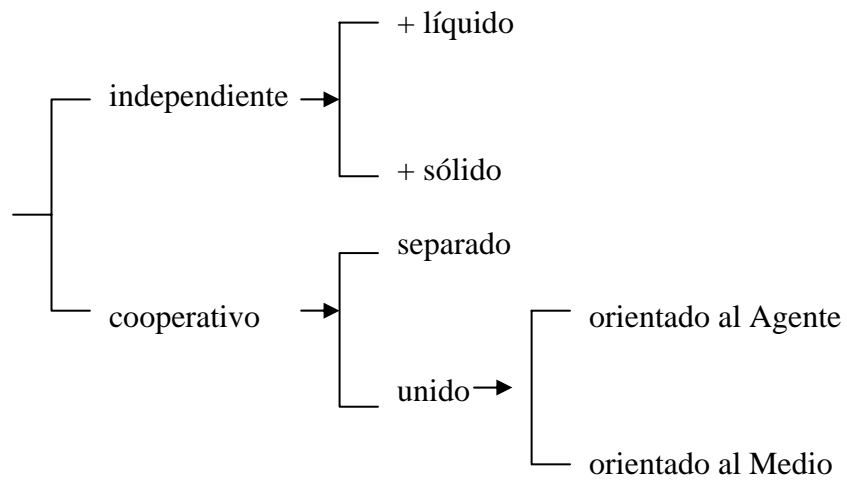 + líquido
independiente
+ sólido
separado
cooperativo
orientado al Agente
unido
orientado al Medio